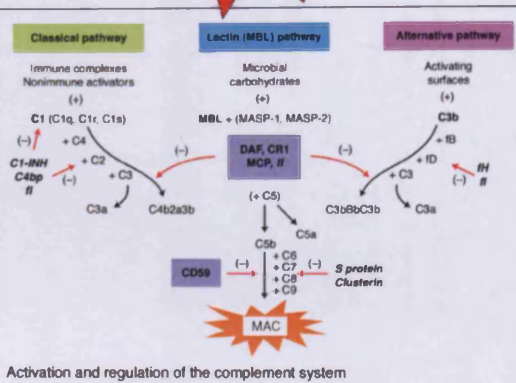 Classical pathway
Lectin (MBL) pathway
Alternative pathway
Immune complexes
Nonimmune activators
Microbial
carbohydrates
Activating
surfaces
(+)
(+)
(+)
C1 (C1q, C1r, C1s)
MBL + (MASP-1, MASP-2)
C3b
(–)
+ C4
+ fB
C1-INH
C4bp
fI
(–)
+ C2
+ C3
(–)
DAF, CR1
MCP, fI
(–)
+ fD
+ C3
(–)
fH
fI
C3a
C4b2a3b
(+ C5)
C3bBbC3b
C3a
C5b
C5a
CD59
(–)
+ C6
+ C7
+ C8
+ C9
(–)
S protein
Clusterin
MAC
Activation and regulation of the complement system